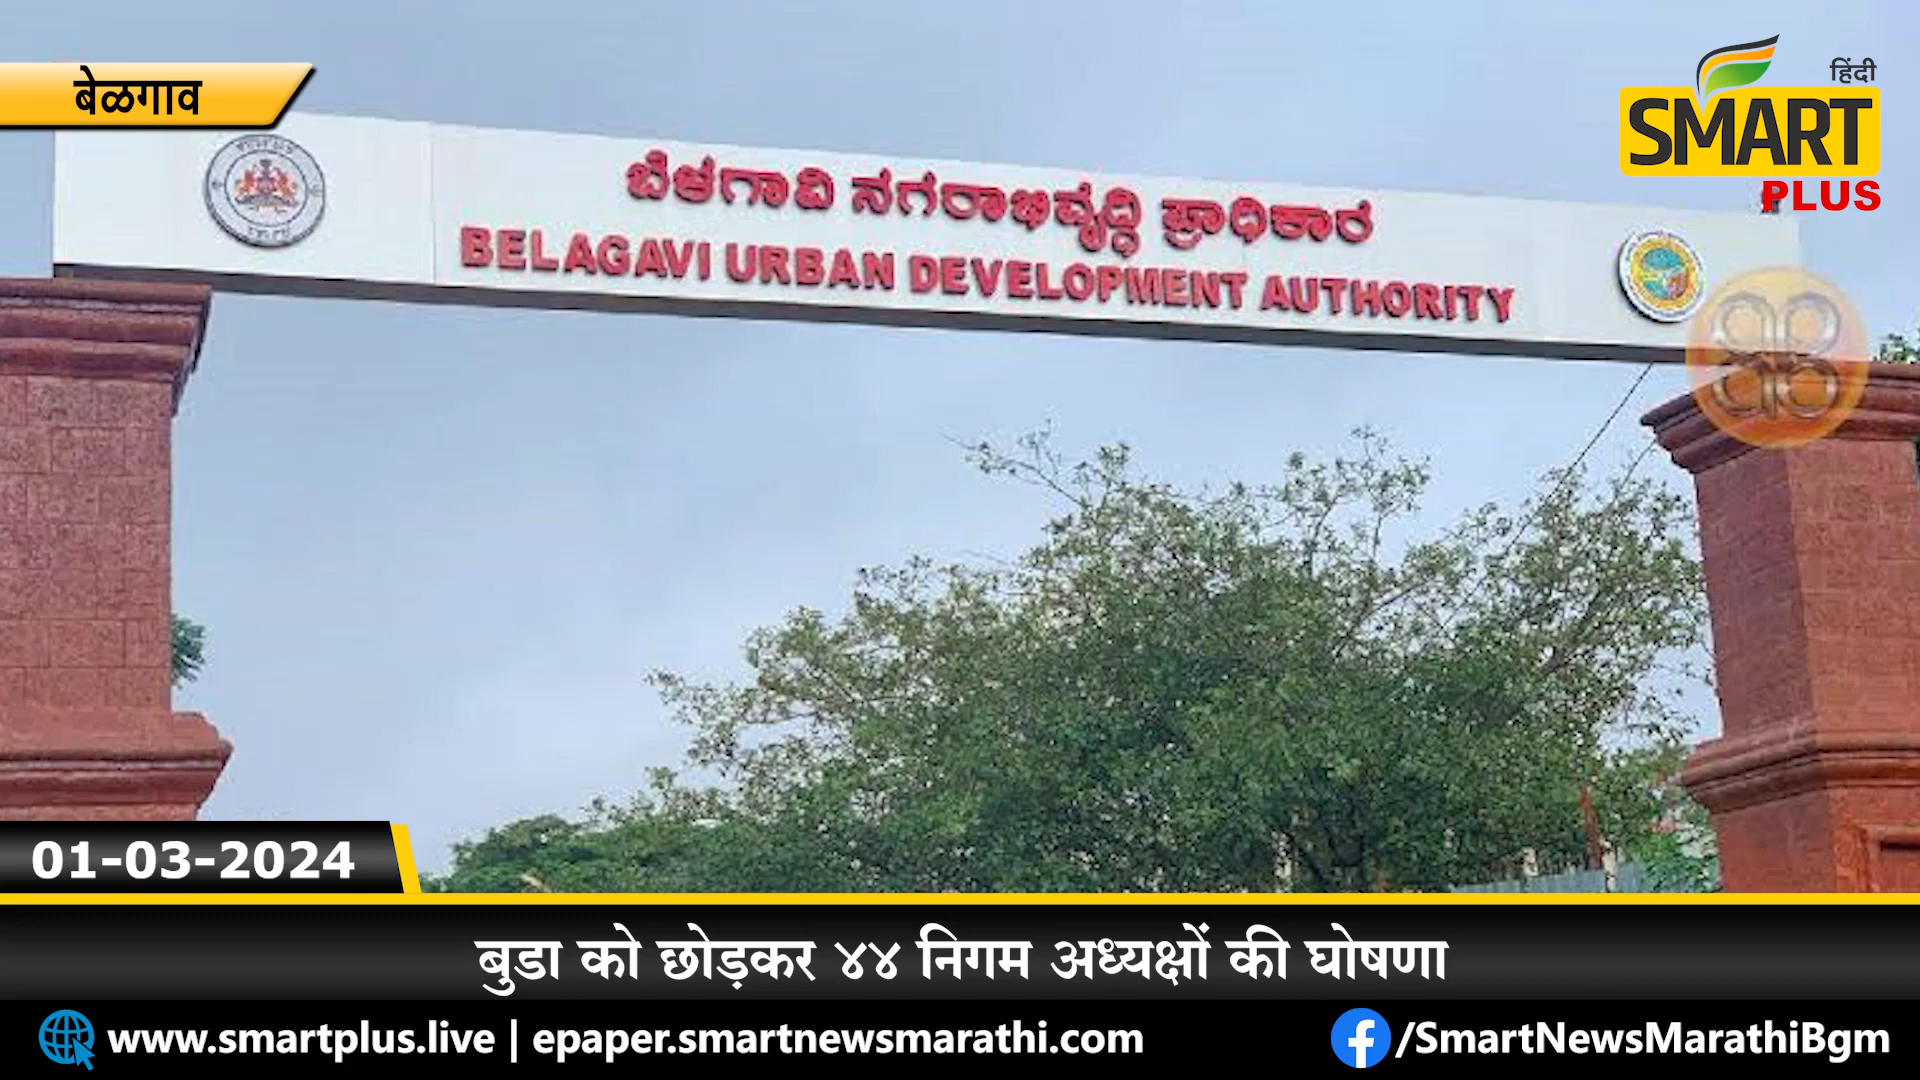 बेळगाव
हिंदी
SMART
PLUS
ಬೆಳಗಾವಿ ನಗರಾಭಿವೃದ್ಧಿ ಪ್ರಾಧಿಕಾರ
BELAGAVI URBAN DEVELOPMENT AUTHORITY
01-03-2024
बुडा को छोड़कर ४४ निगम अध्यक्षों की घोषणा
www.smartplus.live | epaper.smartnewsmarathi.com
/SmartNewsMarathiBgm